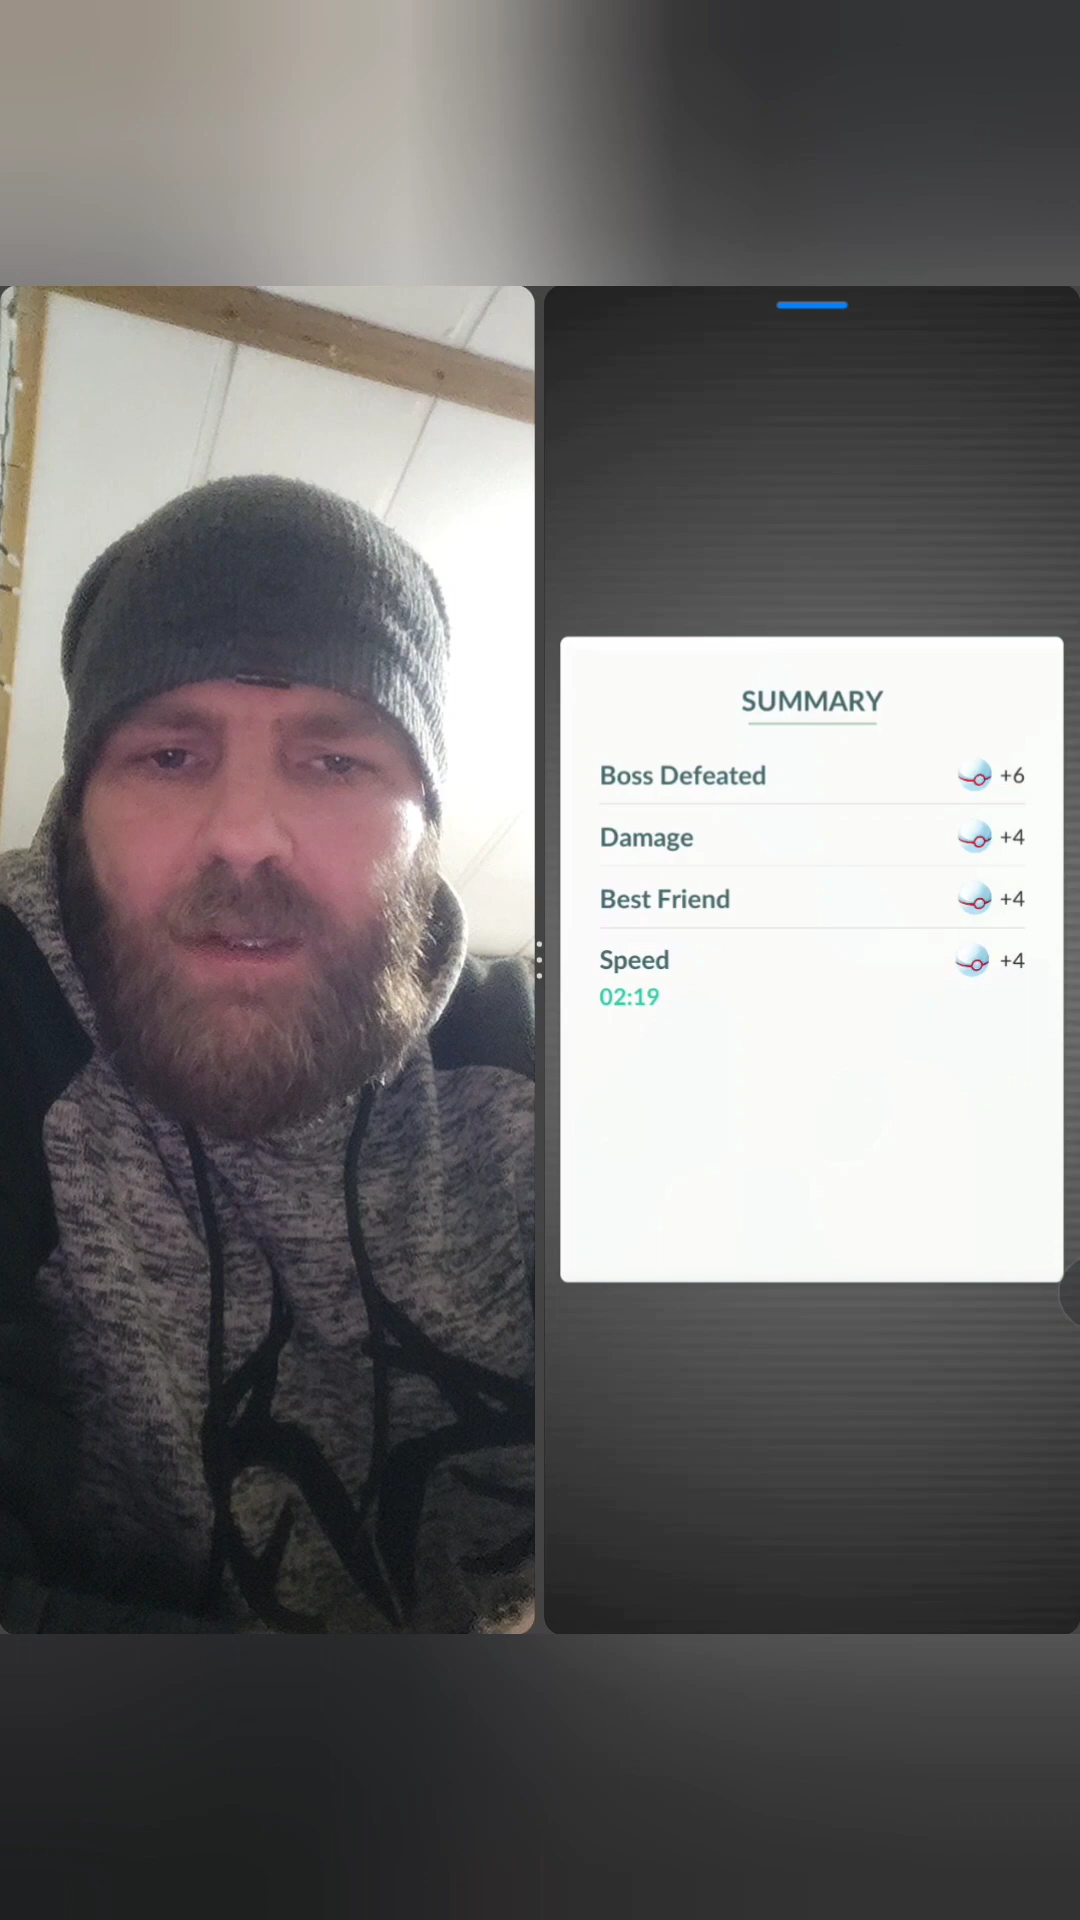 SUMMARY
Boss Defeated +6
Damage +4
Best Friend +4
Speed +4
02:19